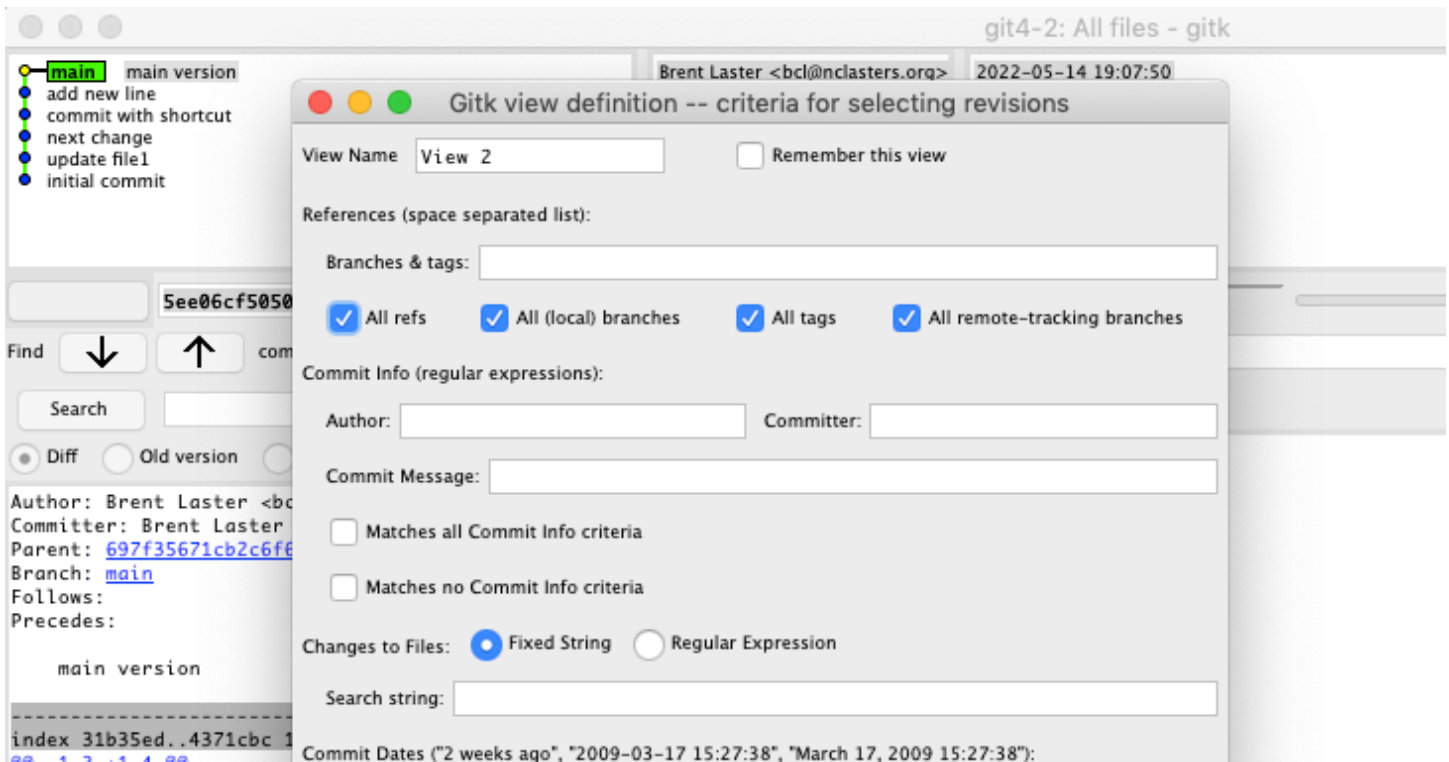 git4-2: All files - gitk
main main version
add new line
commit with shortcut
next change
update file1
initial commit
Brent Laster <bcl@nclasters.org>
2022-05-14 19:07:50
5ee06cf5050
Find
Search
Diff Old version
Author: Brent Laster
Committer: Brent Laster
Parent: 697f35671cb2c6f6
Branch: main
Follows:
Precedes:
main version
-----------------------
index 31b35ed..4371cbc 1
Gitk view definition -- criteria for selecting revisions
View Name View 2 Remember this view
References (space separated list):
Branches & tags:
All refs All (local) branches All tags All remote-tracking branches
Commit Info (regular expressions):
Author: Committer:
Commit Message:
Matches all Commit Info criteria
Matches no Commit Info criteria
Changes to Files: Fixed String Regular Expression
Search string:
Commit Dates ("2 weeks ago", "2009-03-17 15:27:38", "March 17, 2009 15:27:38"):